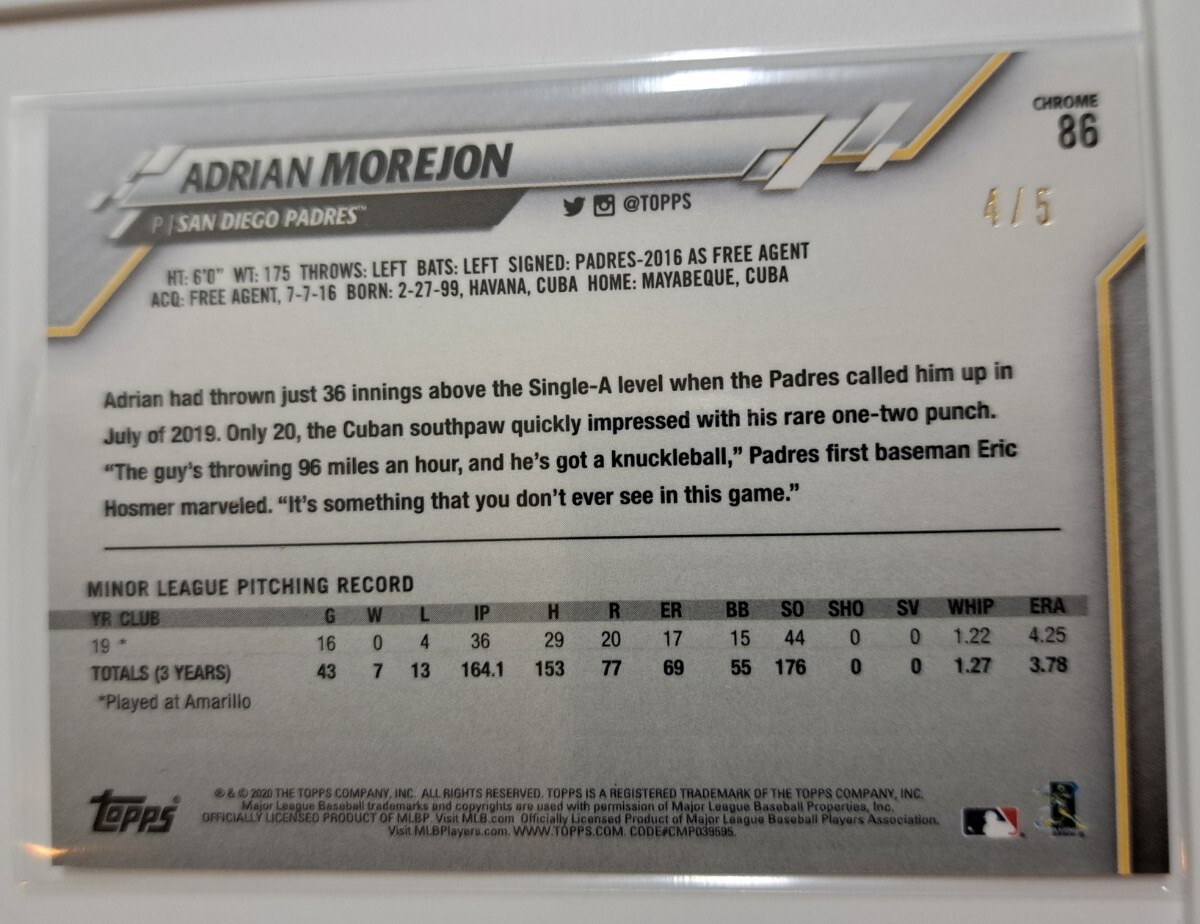 CHROME
86
ADRIAN MOREJON
4/5
P | SAN DIEGO PADRES™
@TOPPS
HT: 6'0" WT: 175 THROWS: LEFT BATS: LEFT SIGNED: PADRES-2016 AS FREE AGENT
ACQ: FREE AGENT, 7-7-16 BORN: 2-27-99, HAVANA, CUBA HOME: MAYABEQUE, CUBA
Adrian had thrown just 36 innings above the Single-A level when the Padres called him up in
July of 2019. Only 20, the Cuban southpaw quickly impressed with his rare one-two punch.
“The guy’s throwing 96 miles an hour, and he’s got a knuckleball,” Padres first baseman Eric
Hosmer marveled. “It’s something that you don’t ever see in this game.”
MINOR LEAGUE PITCHING RECORD
YR CLUB G W L IP H R ER BB SO SHO SV WHIP ERA
19 * 16 0 4 36 29 20 17 15 44 0 0 1.22 4.25
TOTALS (3 YEARS) 43 7 13 164.1 153 77 69 55 176 0 0 1.27 3.78
*Played at Amarillo
topps®
® & © 2020 THE TOPPS COMPANY, INC. ALL RIGHTS RESERVED. TOPPS IS A REGISTERED TRADEMARK OF THE TOPPS COMPANY, INC.
Major League Baseball trademarks and copyrights are used with permission of Major League Baseball Properties, Inc.
OFFICIALLY LICENSED PRODUCT OF MLBP. Visit MLB.com Officially Licensed Product of Major League Baseball Players Association.
Visit MLBPlayers.com. WWW.TOPPS.COM. CODE#CMP039595.